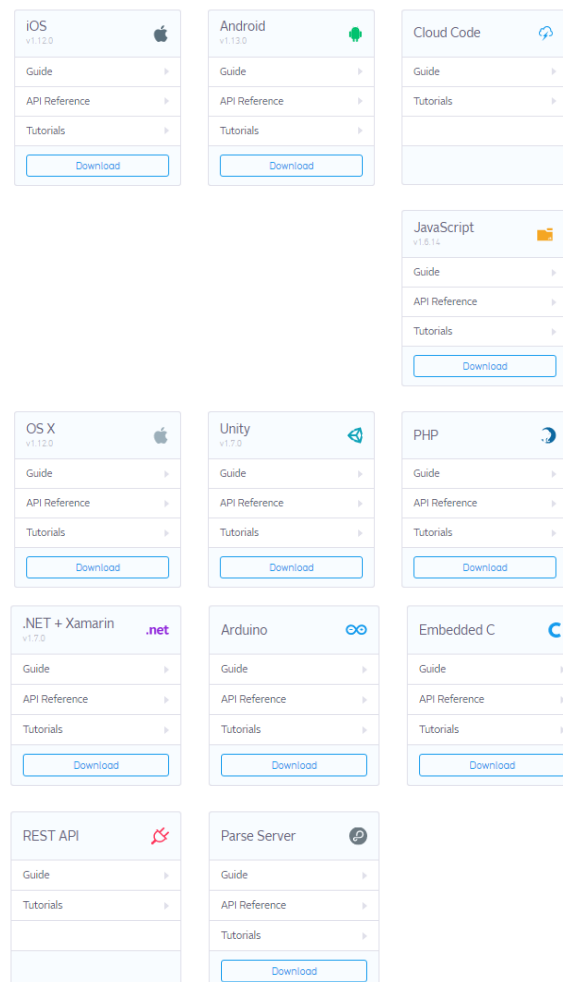 iOS
v1.12.0
Guide
API Reference
Tutorials
Download
Android
v1.13.0
Guide
API Reference
Tutorials
Download
Cloud Code
Guide
Tutorials
JavaScript
v1.6.14
Guide
API Reference
Tutorials
Download
OS X
v1.12.0
Guide
API Reference
Tutorials
Download
Unity
v1.7.0
Guide
API Reference
Tutorials
Download
PHP
Guide
API Reference
Tutorials
Download
.NET + Xamarin
v1.7.0
.net
Guide
API Reference
Tutorials
Download
Arduino
Guide
API Reference
Tutorials
Download
Embedded C
Guide
API Reference
Tutorials
Download
REST API
Guide
Tutorials
Parse Server
Guide
API Reference
Tutorials
Download